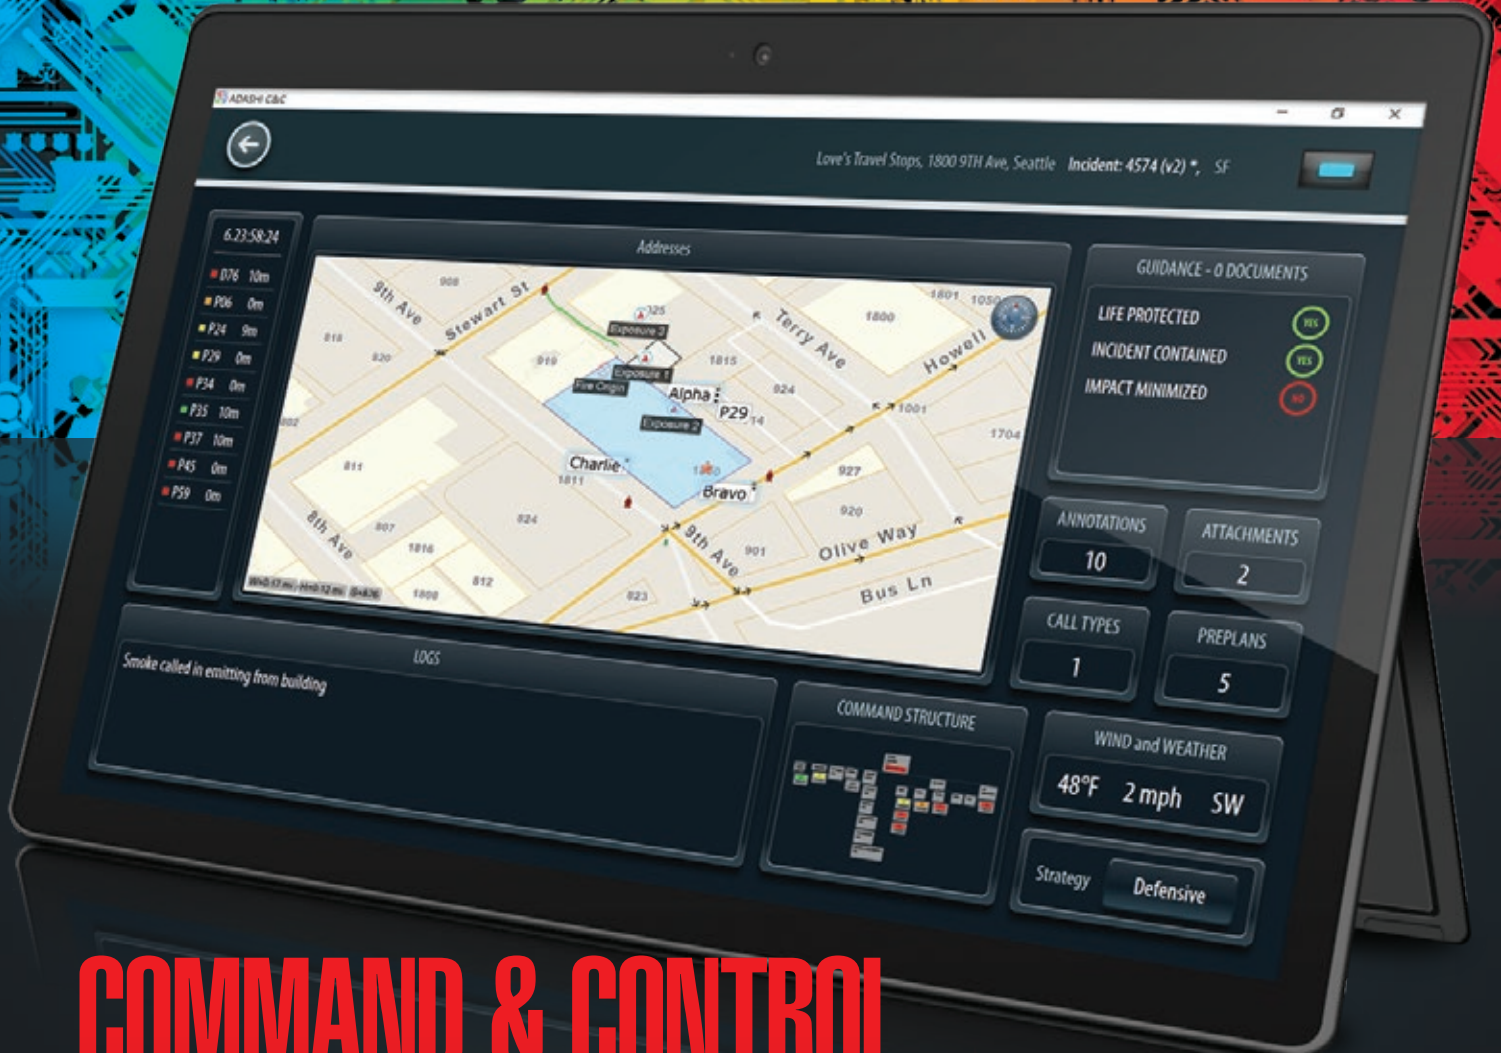 ADASHI C&C
Love's Travel Stops, 1800 9TH Ave, Seattle Incident: 4574 (v2) *, SF
6.23:58:24
D76 10m
P06 0m
P24 9m
P29 0m
P34 0m
P35 10m
P37 10m
P45 0m
P59 0m
Addresses
908
9th Ave
Stewart St
818
820
919
Exposure 3
Exposure 1
Fire Origin
Alpha
P29
Exposure 2
Charlie
1811
Bravo
1815
Terry Ave
924
1800
1801
Howell
1001
1704
927
920
802
811
8th Ave
807
1816
824
812
1808
823
9th Ave
901
Olive Way
Bus Ln
GUIDANCE - 0 DOCUMENTS
LIFE PROTECTED YES
INCIDENT CONTAINED YES
IMPACT MINIMIZED NO
ANNOTATIONS
10
ATTACHMENTS
2
CALL TYPES
1
PREPLANS
5
LOGS
Smoke called in emitting from building
COMMAND STRUCTURE
WIND and WEATHER
48°F 2 mph SW
Strategy Defensive
COMMAND & CONTROL